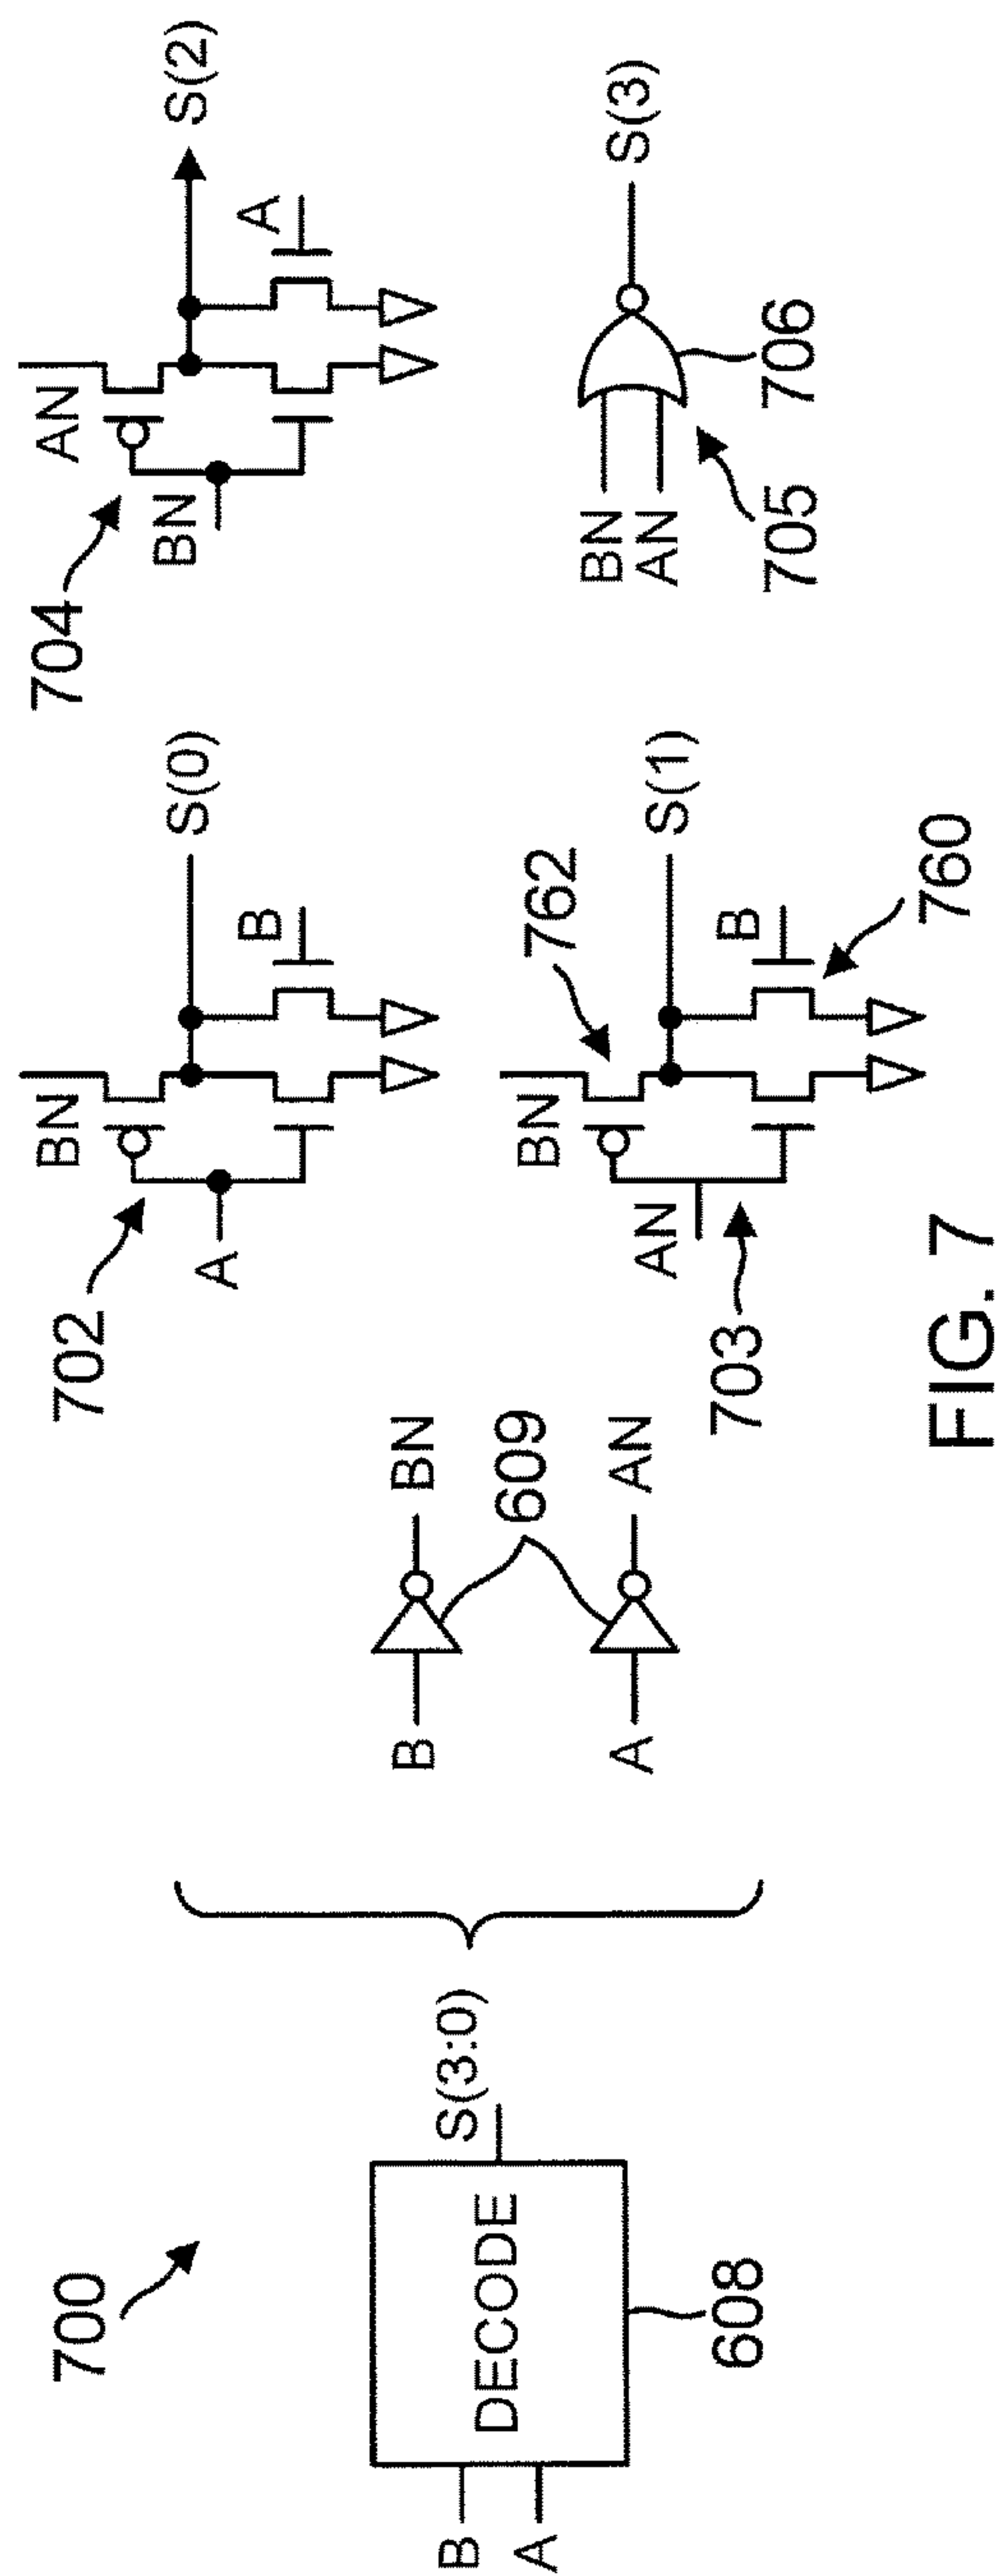 700
B
A
DECODE
S(3:0)
608
B
BN
A
AN
609
702
BN
A
B
S(0)
703
BN
AN
762
B
S(1)
760
704
AN
BN
A
S(2)
BN
AN
S(3)
706
705
FIG. 7